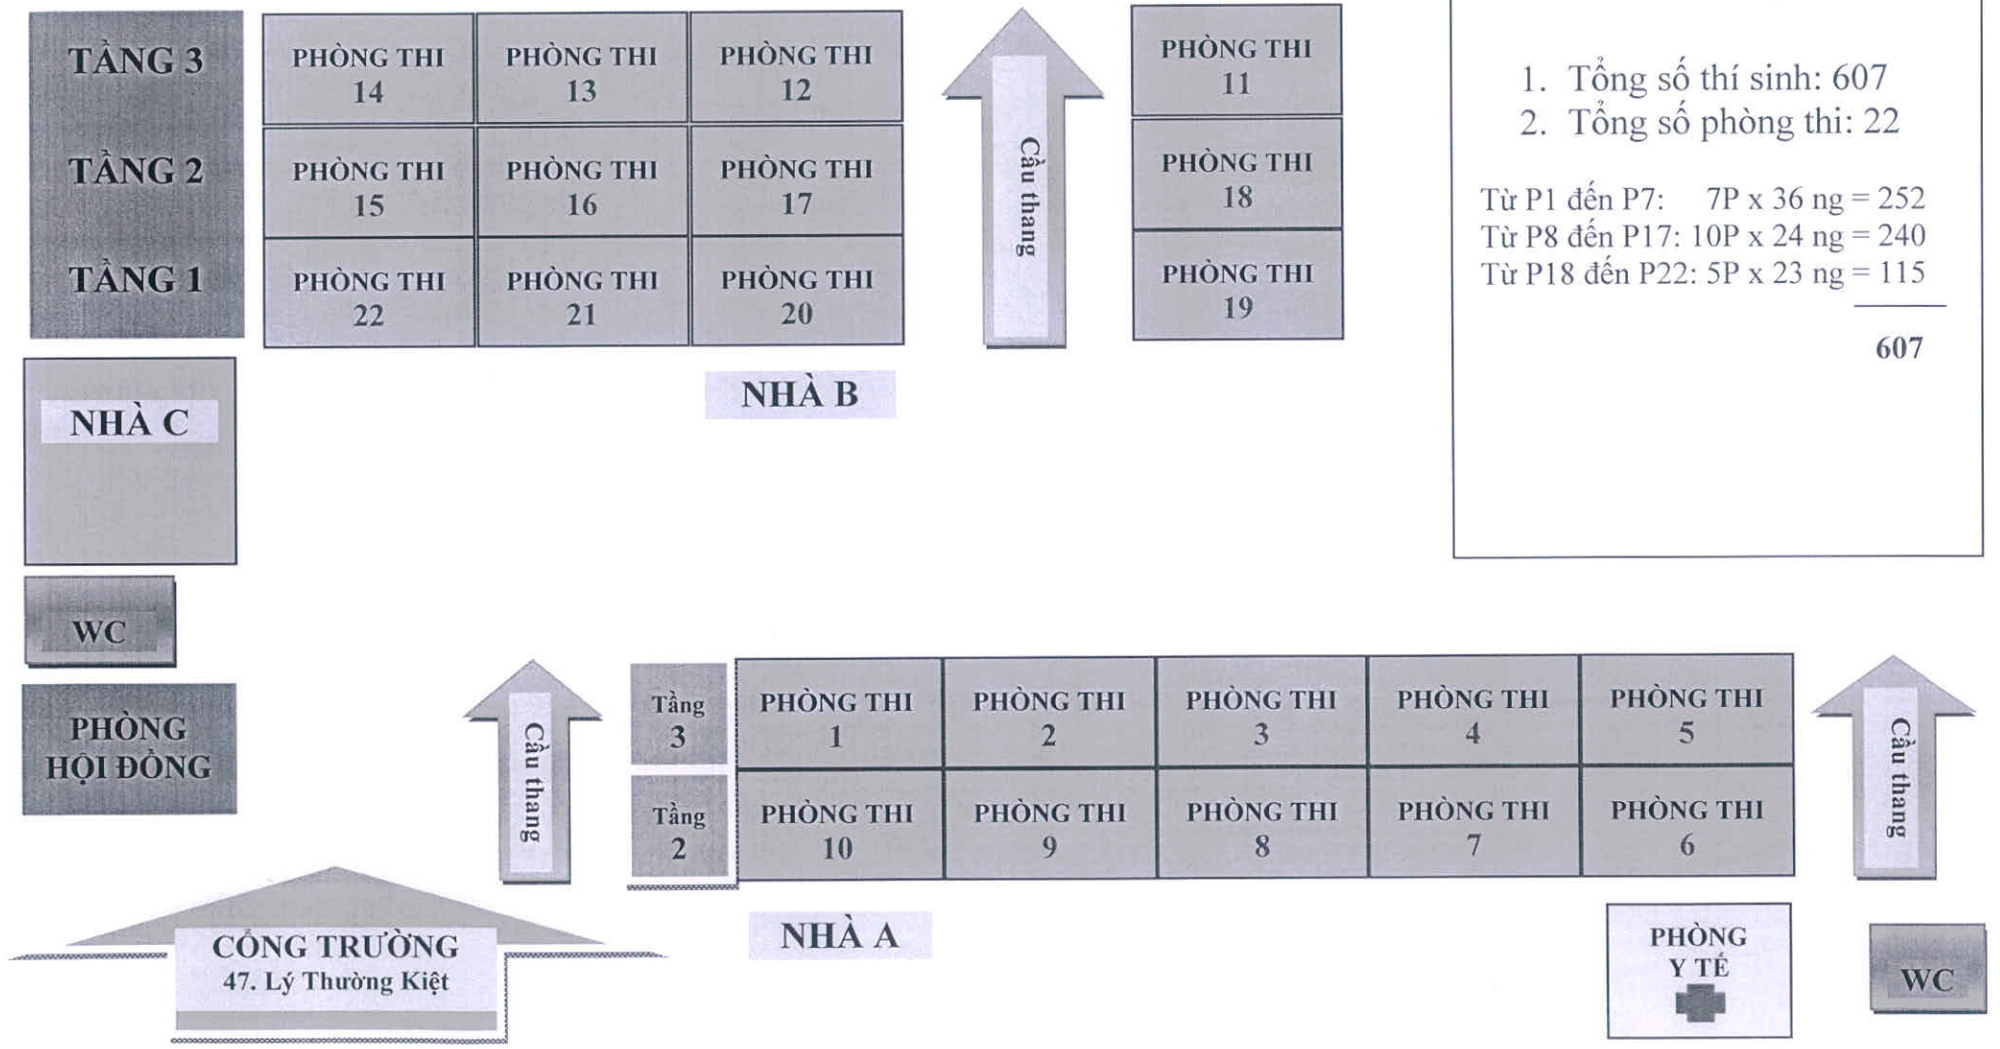 TẦNG 3
PHÒNG THI
14
PHÒNG THI
13
PHÒNG THI
12
PHÒNG THI
11
TẦNG 2
PHÒNG THI
15
PHÒNG THI
16
PHÒNG THI
17
PHÒNG THI
18
TẦNG 1
PHÒNG THI
22
PHÒNG THI
21
PHÒNG THI
20
PHÒNG THI
19
Cầu thang
NHÀ B
1. Tổng số thí sinh: 607
2. Tổng số phòng thi: 22
Từ P1 đến P7: 7P x 36 ng = 252
Từ P8 đến P17: 10P x 24 ng = 240
Từ P18 đến P22: 5P x 23 ng = 115
607
NHÀ C
WC
PHÒNG
HỘI ĐỒNG
Cầu thang
Tầng
3
PHÒNG THI
1
PHÒNG THI
2
PHÒNG THI
3
PHÒNG THI
4
PHÒNG THI
5
Tầng
2
PHÒNG THI
10
PHÒNG THI
9
PHÒNG THI
8
PHÒNG THI
7
PHÒNG THI
6
Cầu thang
CỔNG TRƯỜNG
47. Lý Thường Kiệt
NHÀ A
PHÒNG
Y TẾ
WC